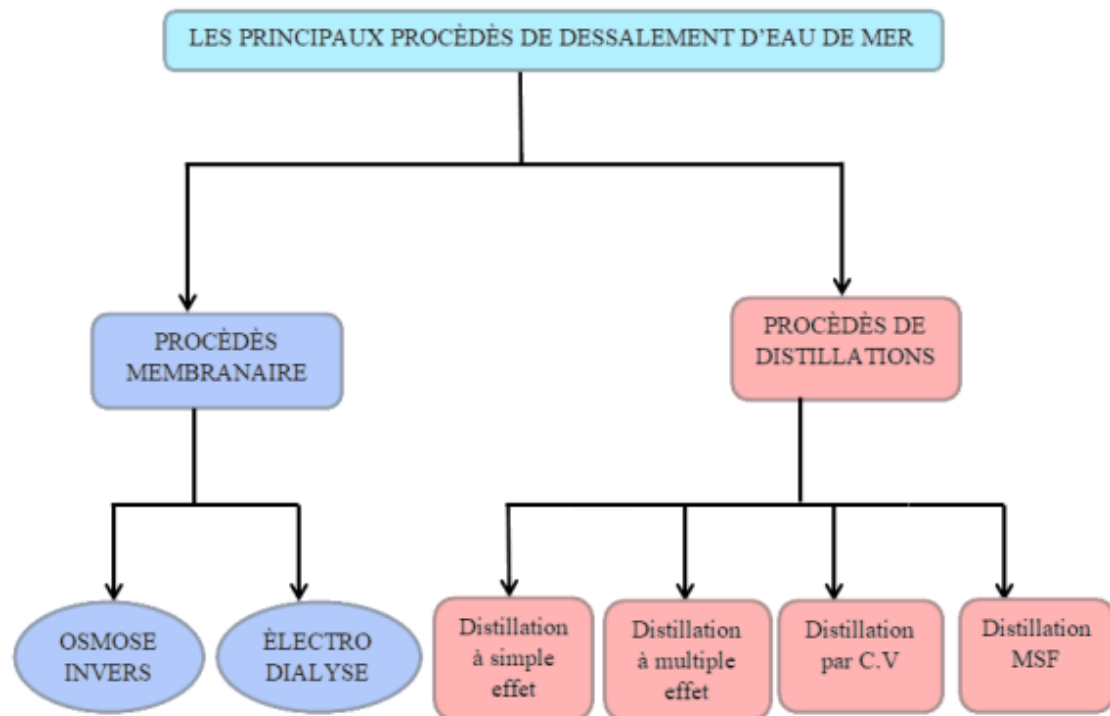 LES PRINCIPAUX PROCÈDÈS DE DESSALEMENT D'EAU DE MER
PROCÈDÈS
MEMBRANAIRE
PROCÈDÈS DE
DISTILLATIONS
OSMOSE
INVERS
ÈLECTRO
DIALYSE
Distillation
à simple
effet
Distillation
à multiple
effet
Distillation
par C.V
Distillation
MSF